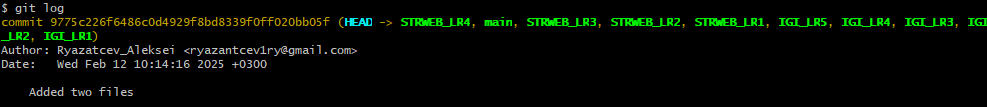 $ git log
commit 9775c226f6486c0d4929f8bd8339f0ff020bb05f (HEAD -> STRWEB_LR4, main, STRWEB_LR3, STRWEB_LR2, STRWEB_LR1, IGI_LR5, IGI_LR4, IGI_LR3, IGI
_LR2, IGI_LR1)
Author: Ryazatcev_Aleksei <ryazantcev1ry@gmail.com>
Date:   Wed Feb 12 10:14:16 2025 +0300
    Added two files